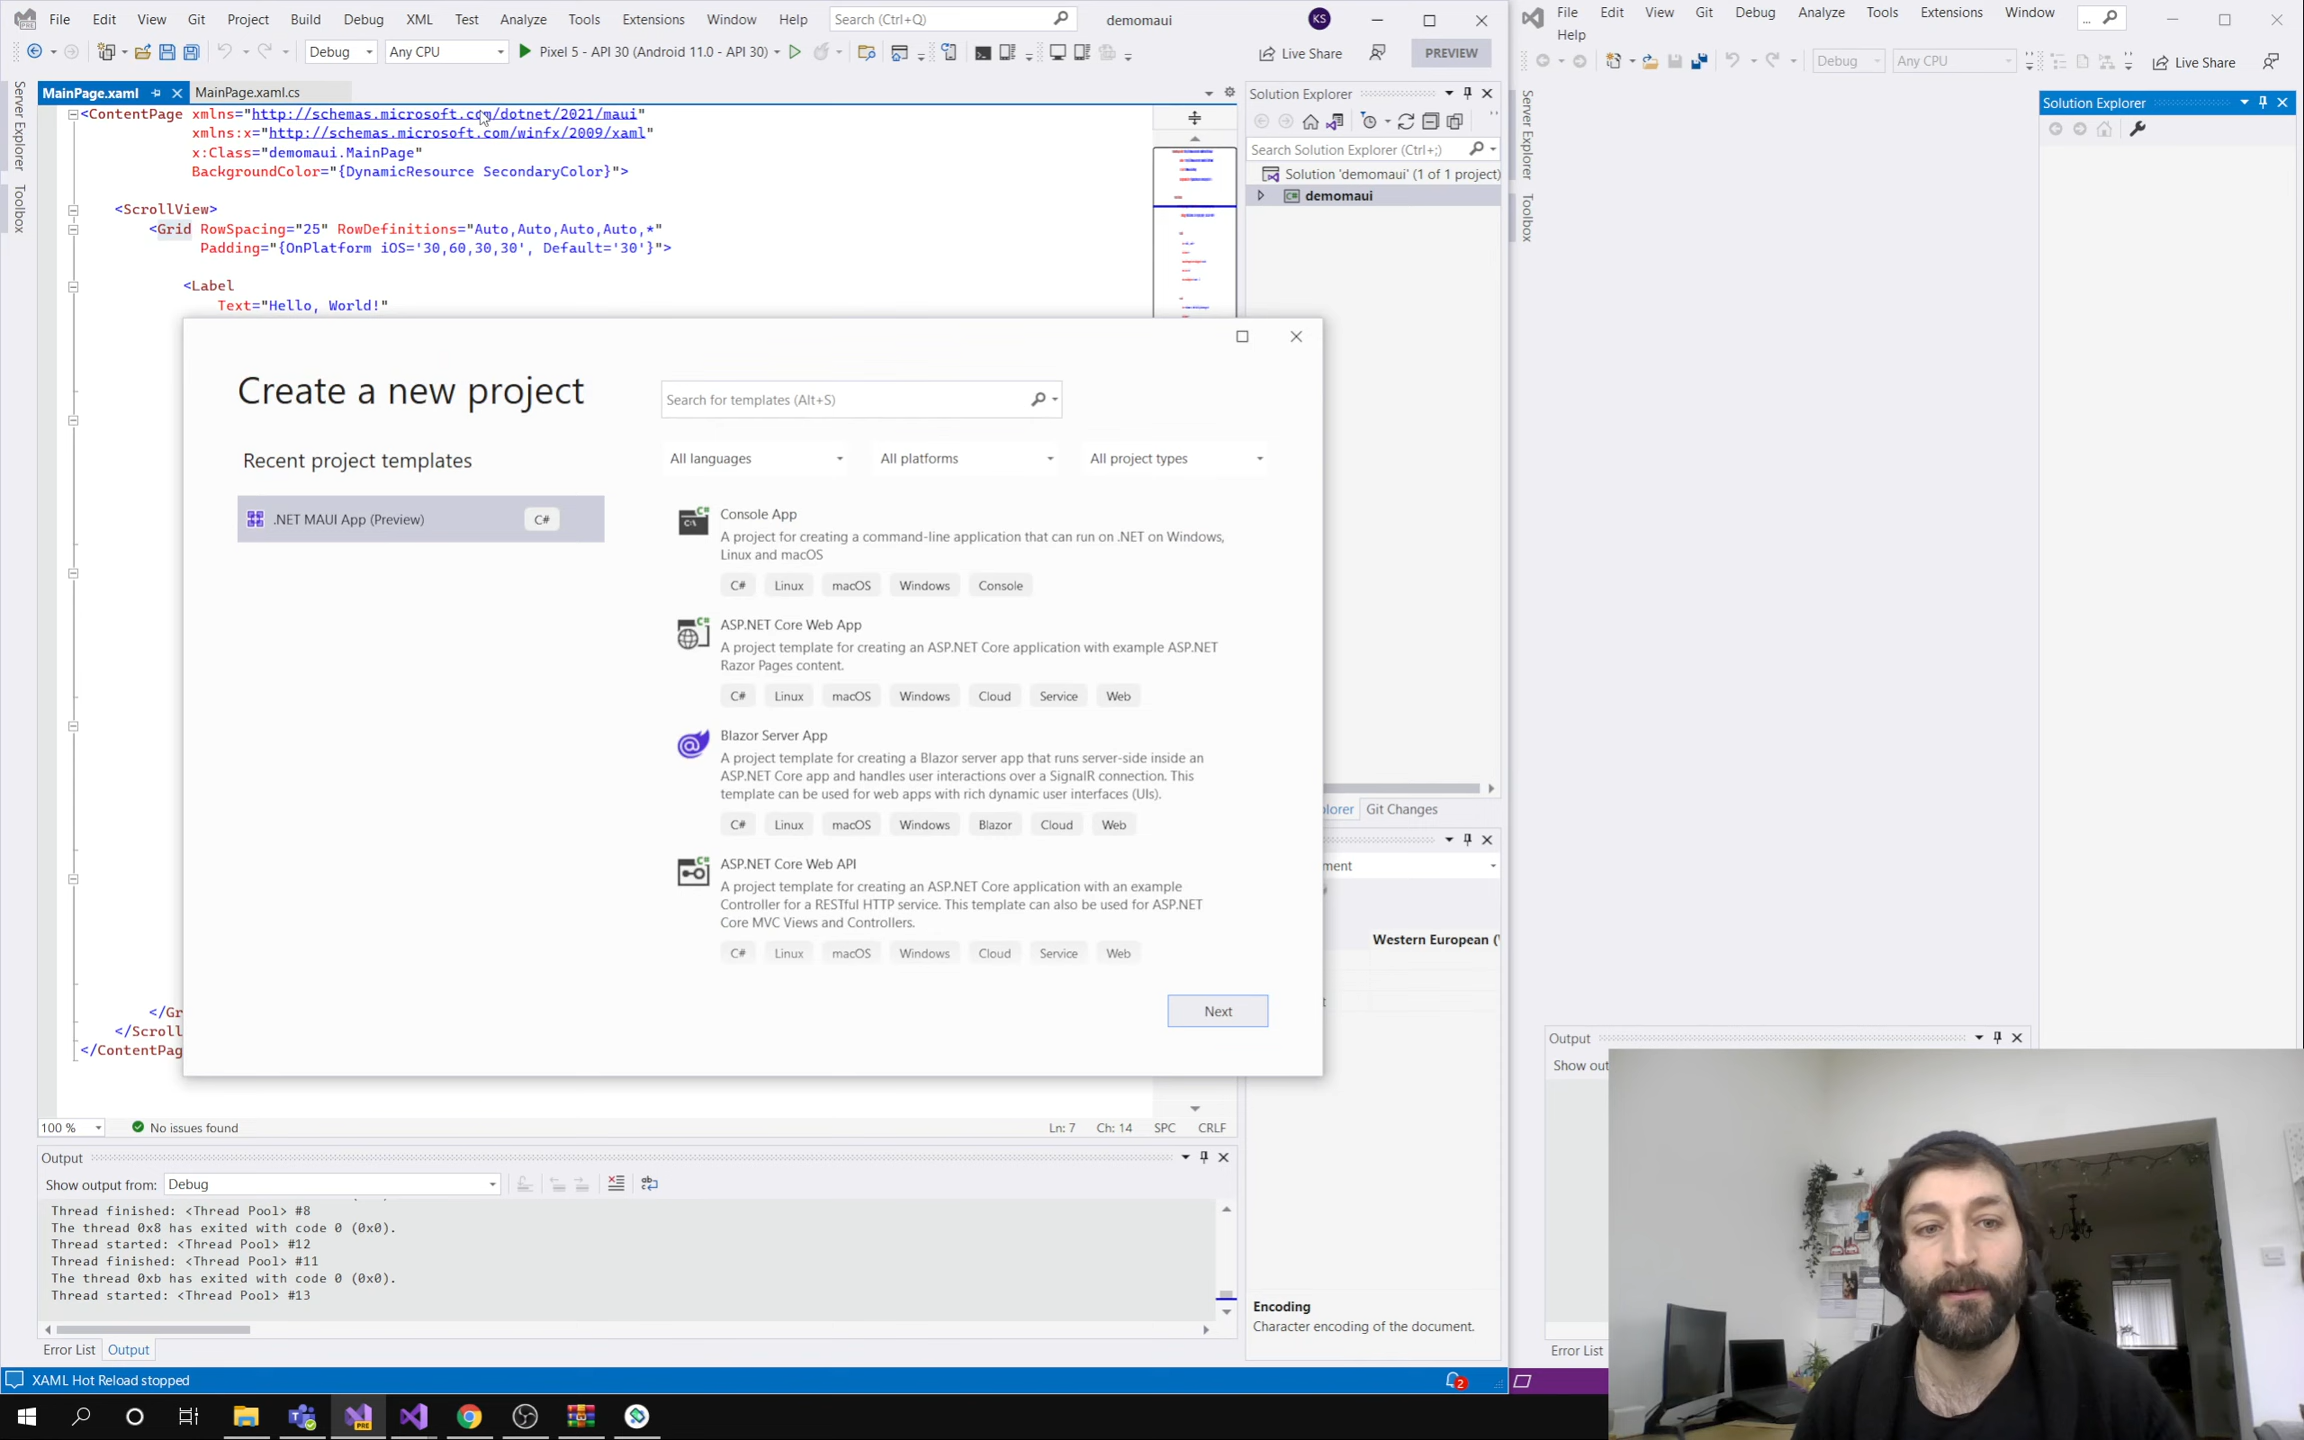 File Edit View Git Project Build Debug XML Test Analyze Tools Extensions Window Help Search (Ctrl+Q) demomaui KS
Debug Any CPU Pixel 5 - API 30 (Android 11.0 - API 30) Live Share PREVIEW
Server Explorer
Toolbox
MainPage.xaml MainPage.xaml.cs
<ContentPage xmlns="http://schemas.microsoft.com/dotnet/2021/maui"
xmlns:x="http://schemas.microsoft.com/winfx/2009/xaml"
x:Class="demomaui.MainPage"
BackgroundColor="{DynamicResource SecondaryColor}">
<ScrollView>
<Grid RowSpacing="25" RowDefinitions="Auto,Auto,Auto,Auto,*"
Padding="{OnPlatform iOS='30,60,30,30', Default='30'}">
<Label
Text="Hello, World!"
Create a new project
Recent project templates
.NET MAUI App (Preview) C#
Search for templates (Alt+S)
All languages All platforms All project types
Console App
A project for creating a command-line application that can run on .NET on Windows,
Linux and macOS
C# Linux macOS Windows Console
ASP.NET Core Web App
A project template for creating an ASP.NET Core application with example ASP.NET
Razor Pages content.
C# Linux macOS Windows Cloud Service Web
Blazor Server App
A project template for creating a Blazor server app that runs server-side inside an
ASP.NET Core app and handles user interactions over a SignalR connection. This
template can be used for web apps with rich dynamic user interfaces (UIs).
C# Linux macOS Windows Blazor Cloud Web
ASP.NET Core Web API
A project template for creating an ASP.NET Core application with an example
Controller for a RESTful HTTP service. This template can also be used for ASP.NET
Core MVC Views and Controllers.
C# Linux macOS Windows Cloud Service Web
Next
</Gr
</Scroll
</ContentPag
100 % No issues found Ln: 7 Ch: 14 SPC CRLF
Output
Show output from: Debug
Thread finished: <Thread Pool> #8
The thread 0x8 has exited with code 0 (0x0).
Thread started: <Thread Pool> #12
Thread finished: <Thread Pool> #11
The thread 0xb has exited with code 0 (0x0).
Thread started: <Thread Pool> #13
Error List Output
XAML Hot Reload stopped
2
Solution Explorer
Search Solution Explorer (Ctrl+;)
Solution 'demomaui' (1 of 1 project)
demomaui
plorer Git Changes
ment
Western European (
Encoding
Character encoding of the document.
PRE
File Edit View Git Debug Analyze Tools Extensions Window
Help
...
Debug Any CPU Live Share
Server Explorer
Toolbox
Solution Explorer
Output
Show out
Error List